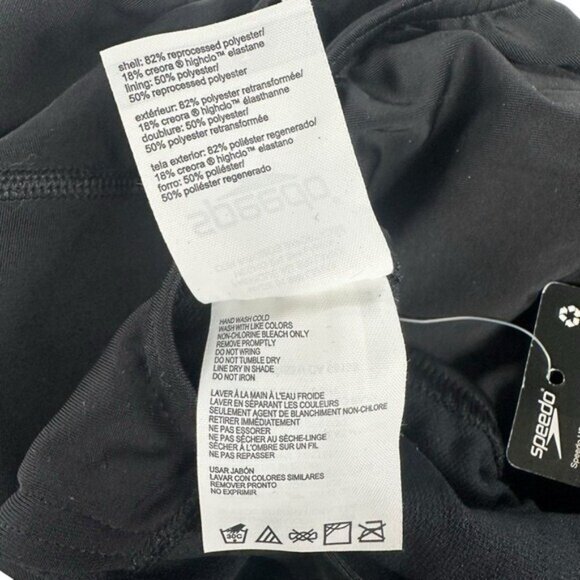 shell: 82% reprocessed polyester/
18% creora ® highclo™ elastane
lining: 50% polyester/
50% reprocessed polyester
extérieur: 82% polyester retransformée/
18% creora ® highclo™ élasthanne
doublure: 50% polyester/
50% polyester retransformée
tela exterior: 82% poliéster regenerado/
18% creora ® highclo™ elastano
forro: 50% poliéster/
50% poliéster regenerado
HAND WASH COLD
WASH WITH LIKE COLORS
NON-CHLORINE BLEACH ONLY
REMOVE PROMPTLY
DO NOT WRING
DO NOT TUMBLE DRY
LINE DRY IN SHADE
DO NOT IRON
LAVER À LA MAIN À L'EAU FROIDE
LAVER EN SÉPARANT LES COULEURS
SEULEMENT AGENT DE BLANCHIMENT NON-CHLORE
RETIRER IMMÉDIATEMENT
NE PAS ESSORER
NE PAS SÉCHER AU SÈCHE-LINGE
SÉCHER À L'OMBRE SUR UN FIL
NE PAS REPASSER
USAR JABÓN
LAVAR CON COLORES SIMILARES
REMOVER PRONTO
NO EXPRIMIR
30C
speedo